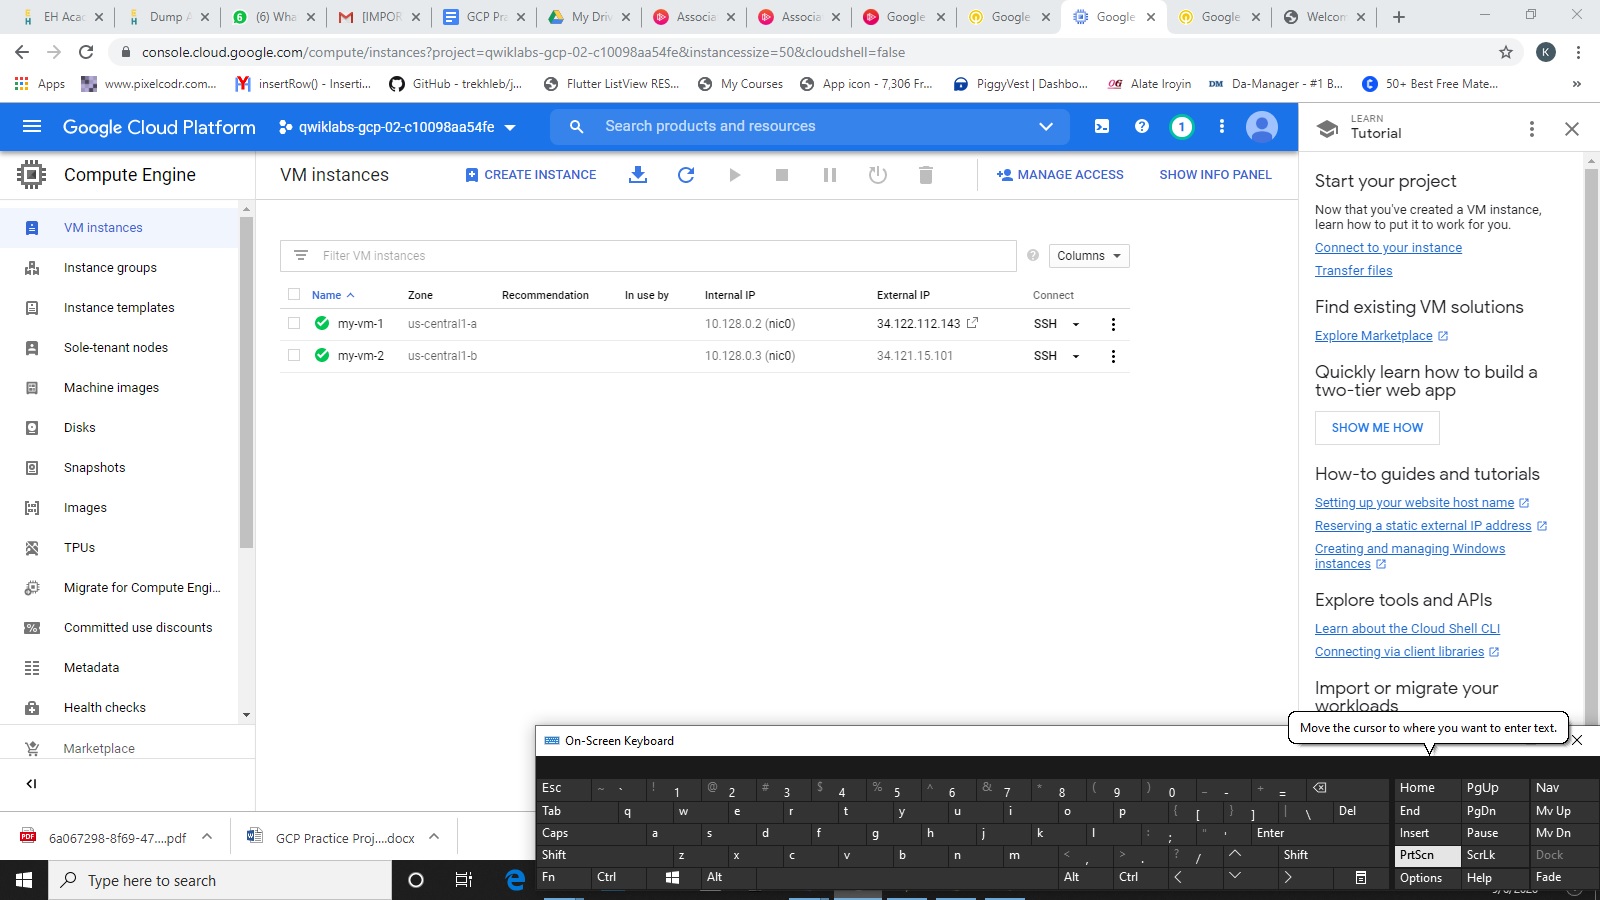 EH Acade
Dump A
(6) Wha
[IMPOR
GCP Pra
My Driv
Associa
Associa
Google
Google
Google
Google
Welcom
console.cloud.google.com/compute/instances?project=qwiklabs-gcp-02-c10098aa54fe&instancessize=50&cloudshell=false
K
Apps
www.pixelcodr.com...
insertRow() - Inserti...
GitHub - trekhleb/j...
Flutter ListView RES...
My Courses
App icon - 7,306 Fr...
PiggyVest | Dashbo...
Alate Iroyin
DM
Da-Manager - #1 B...
50+ Best Free Mate...
»
Google Cloud Platform
qwiklabs-gcp-02-c10098aa54fe
Search products and resources
1
LEARN
Tutorial
Compute Engine
VM instances
CREATE INSTANCE
MANAGE ACCESS
SHOW INFO PANEL
VM instances
Instance groups
Instance templates
Sole-tenant nodes
Machine images
Disks
Snapshots
Images
TPUs
Migrate for Compute Engi...
Committed use discounts
Metadata
Health checks
Marketplace
Filter VM instances
Columns
Name Zone Recommendation In use by Internal IP External IP Connect
my-vm-1 us-central1-a 10.128.0.2 (nic0) 34.122.112.143 SSH
my-vm-2 us-central1-b 10.128.0.3 (nic0) 34.121.15.101 SSH
Start your project
Now that you've created a VM instance,
learn how to put it to work for you.
Connect to your instance
Transfer files
Find existing VM solutions
Explore Marketplace
Quickly learn how to build a
two-tier web app
SHOW ME HOW
How-to guides and tutorials
Setting up your website host name
Reserving a static external IP address
Creating and managing Windows
instances
Explore tools and APIs
Learn about the Cloud Shell CLI
Connecting via client libraries
Import or migrate your
workloads
Move the cursor to where you want to enter text.
On-Screen Keyboard
Esc ~ ` ! 1 @ 2 # 3 $ 4 % 5 ^ 6 & 7 * 8 ( 9 ) 0 _ - + = Home PgUp Nav
Tab q w e r t y u i o p { [ } ] | \ Del End PgDn Mv Up
Caps a s d f g h j k l : ; " ' Enter Insert Pause Mv Dn
Shift z x c v b n m < , > . ? / Shift PrtScn ScrLk Dock
Fn Ctrl Alt Alt Ctrl Options Help Fade
6a067298-8f69-47....pdf
GCP Practice Proj....docx
Type here to search